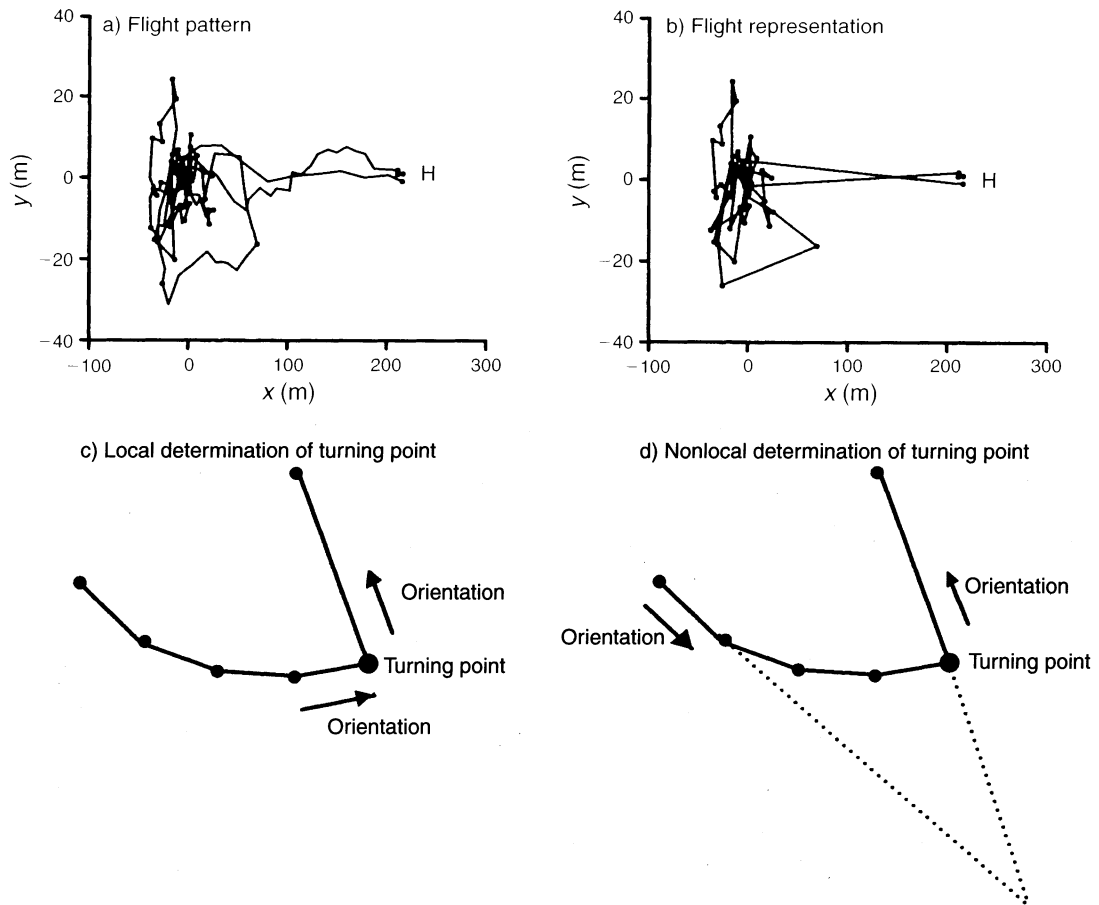 a) Flight pattern
40
20
0
−20
−40
y (m)
−100
0
100
200
300
x (m)
H
b) Flight representation
40
20
0
−20
−40
y (m)
−100
0
100
200
300
x (m)
H
c) Local determination of turning point
Orientation
Turning point
Orientation
d) Nonlocal determination of turning point
Orientation
Orientation
Turning point